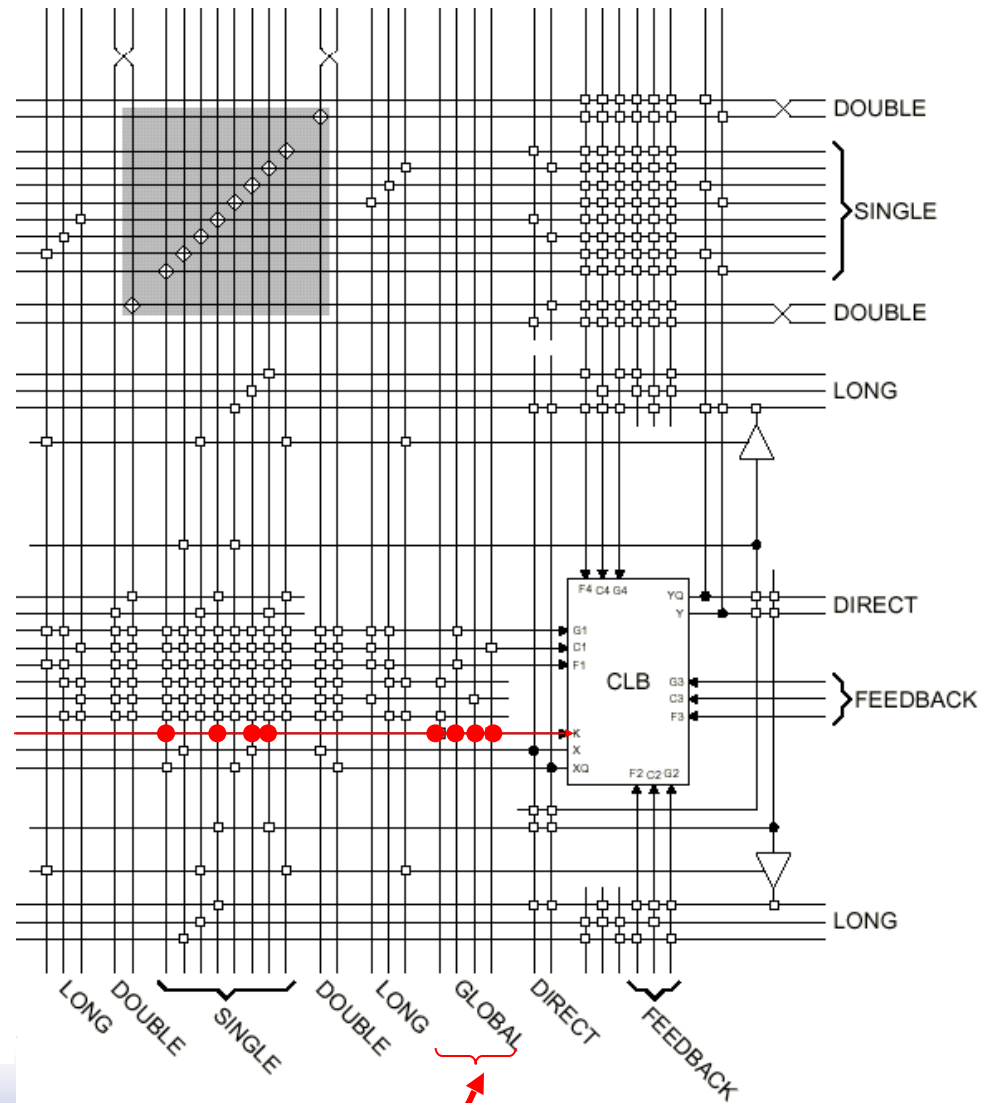 DOUBLE
SINGLE
DOUBLE
LONG
F4 C4 G4
YQ
Y
DIRECT
G1
C1
F1
CLB
G3
C3
F3
FEEDBACK
K
X
XQ
F2 C2 G2
LONG
LONG
DOUBLE
SINGLE
DOUBLE
LONG
GLOBAL
DIRECT
FEEDBACK